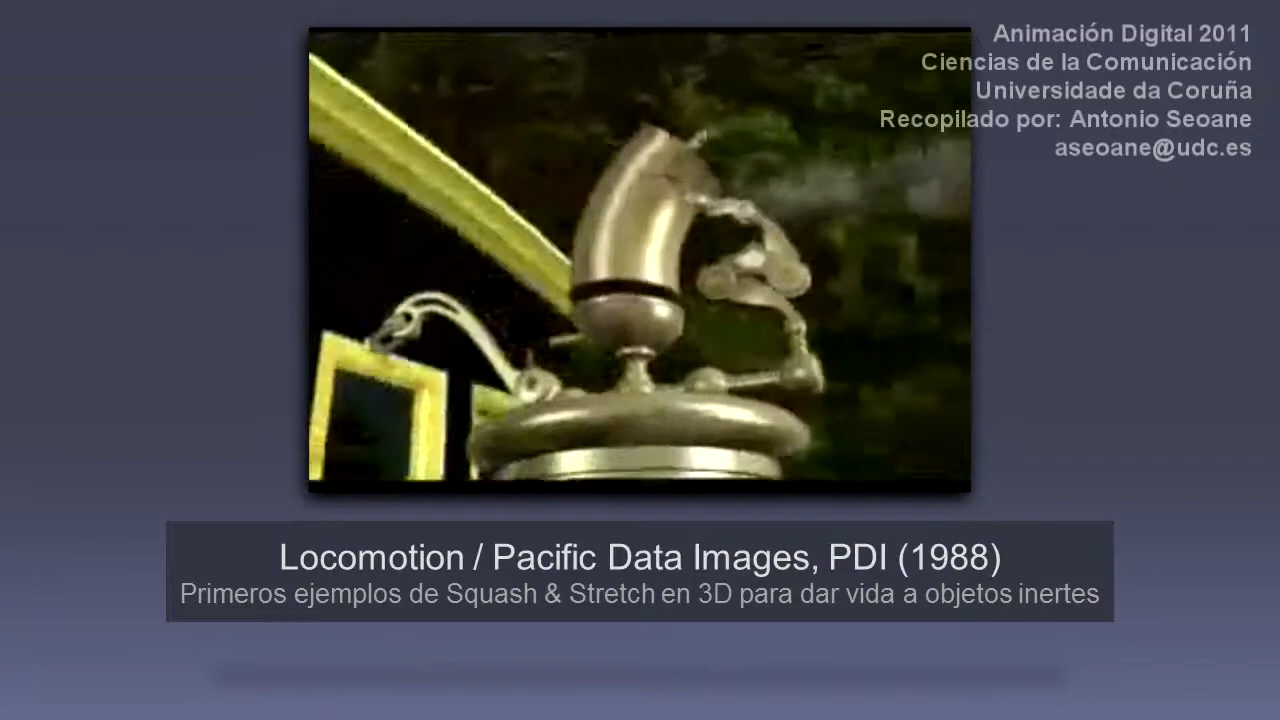 Animación Digital 2011
Ciencias de la Comunicación
Universidade da Coruña
Recopilado por: Antonio Seoane
aseoane@udc.es
Locomotion / Pacific Data Images, PDI (1988)
Primeros ejemplos de Squash & Stretch en 3D para dar vida a objetos inertes